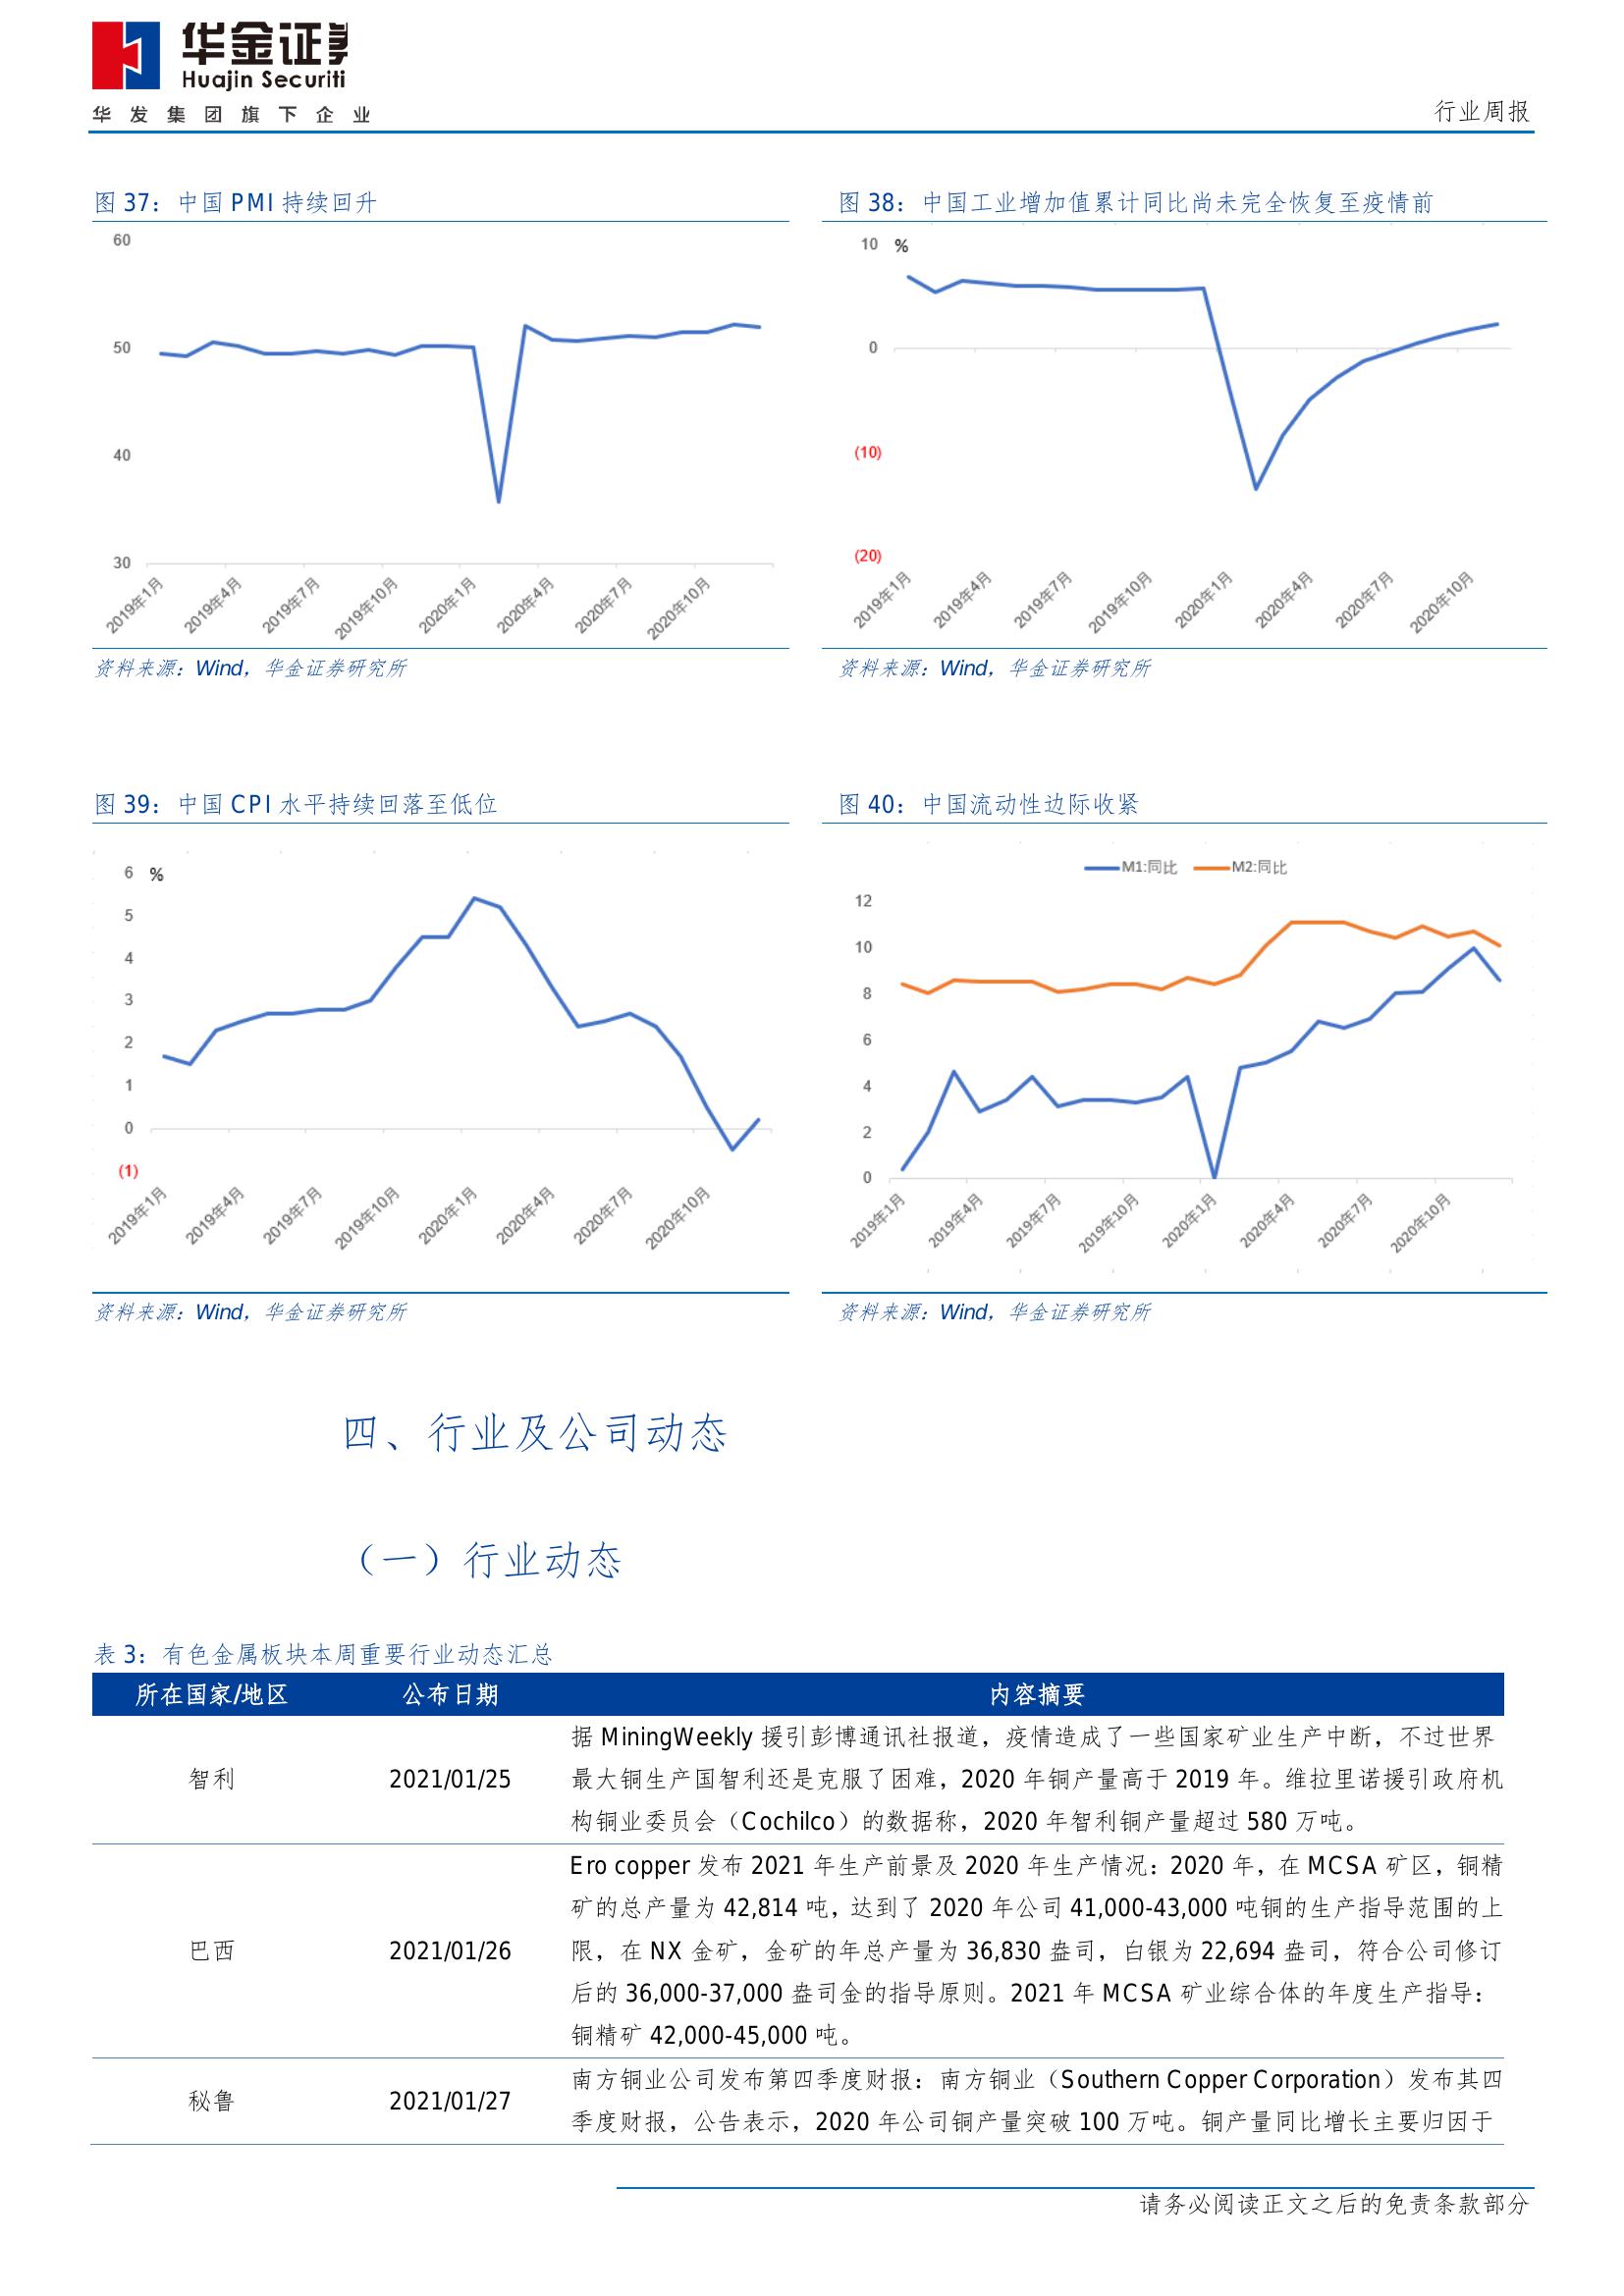 华金证券
Huajin Securiti
华发集团旗下企业
行业周报
图 37：中国 PMI 持续回升
60
50
40
30
2019年1月
2019年4月
2019年7月
2019年10月
2020年1月
2020年4月
2020年7月
2020年10月
资料来源：Wind，华金证券研究所
图 38：中国工业增加值累计同比尚未完全恢复至疫情前
10
%
0
(10)
(20)
2019年1月
2019年4月
2019年7月
2019年10月
2020年1月
2020年4月
2020年7月
2020年10月
资料来源：Wind，华金证券研究所
图 39：中国 CPI 水平持续回落至低位
6
%
5
4
3
2
1
0
(1)
2019年1月
2019年4月
2019年7月
2019年10月
2020年1月
2020年4月
2020年7月
2020年10月
资料来源：Wind，华金证券研究所
图 40：中国流动性边际收紧
M1:同比 M2:同比
12
10
8
6
4
2
0
2019年1月
2019年4月
2019年7月
2019年10月
2020年1月
2020年4月
2020年7月
2020年10月
资料来源：Wind，华金证券研究所
四、行业及公司动态
（一）行业动态
表 3：有色金属板块本周重要行业动态汇总
所在国家/地区 公布日期 内容摘要
智利 2021/01/25
据 MiningWeekly 援引彭博通讯社报道，疫情造成了一些国家矿业生产中断，不过世界
最大铜生产国智利还是克服了困难，2020 年铜产量高于 2019 年。维拉里诺援引政府机
构铜业委员会（Cochilco）的数据称，2020 年智利铜产量超过 580 万吨。
巴西 2021/01/26
Ero copper 发布 2021 年生产前景及 2020 年生产情况：2020 年，在 MCSA 矿区，铜精
矿的总产量为 42,814 吨，达到了 2020 年公司 41,000-43,000 吨铜的生产指导范围的上
限，在 NX 金矿，金矿的年总产量为 36,830 盎司，白银为 22,694 盎司，符合公司修订
后的 36,000-37,000 盎司金的指导原则。2021 年 MCSA 矿业综合体的年度生产指导：
铜精矿 42,000-45,000 吨。
秘鲁 2021/01/27
南方铜业公司发布第四季度财报：南方铜业（Southern Copper Corporation）发布其四
季度财报，公告表示，2020 年公司铜产量突破 100 万吨。铜产量同比增长主要归因于
请务必阅读正文之后的免责条款部分